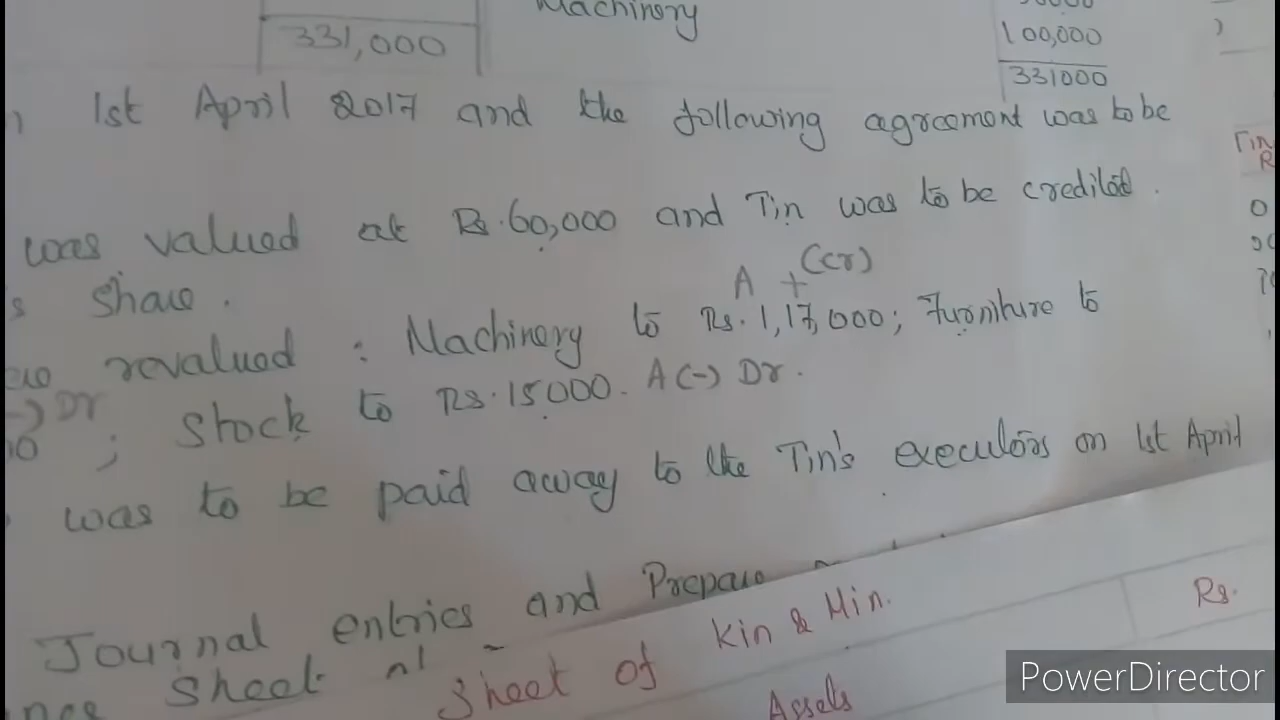 Machinery
100,000
331,000
331000
1st April 2017 and the following agreement was to be
was valued at Rs.60,000 and Tin was to be credited.
s share.
A + (Cr)
revalued : Machinery to Rs.1,17,000; Furniture to
-) Dr
; Stock to Rs.15000. A (-) Dr.
was to be paid away to the Tin's executors on 1st April
Journal entries and Prepare
Sheet
Sheet of Kin & Min.
Rs.
Assets
PowerDirector